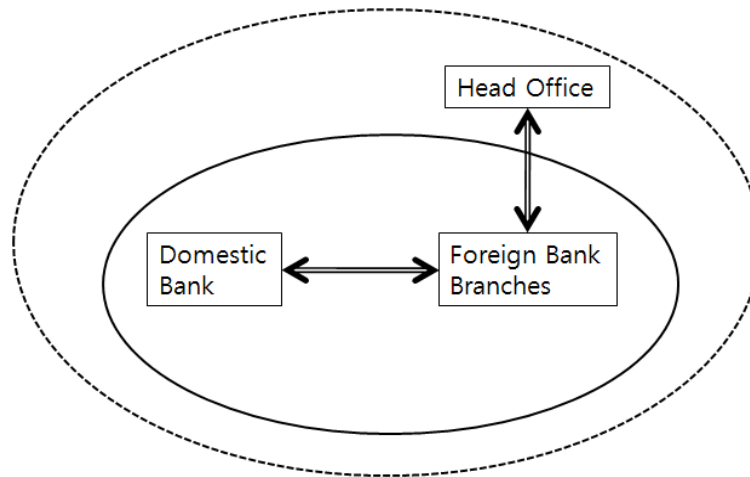 Head Office
Domestic
Bank
Foreign Bank
Branches